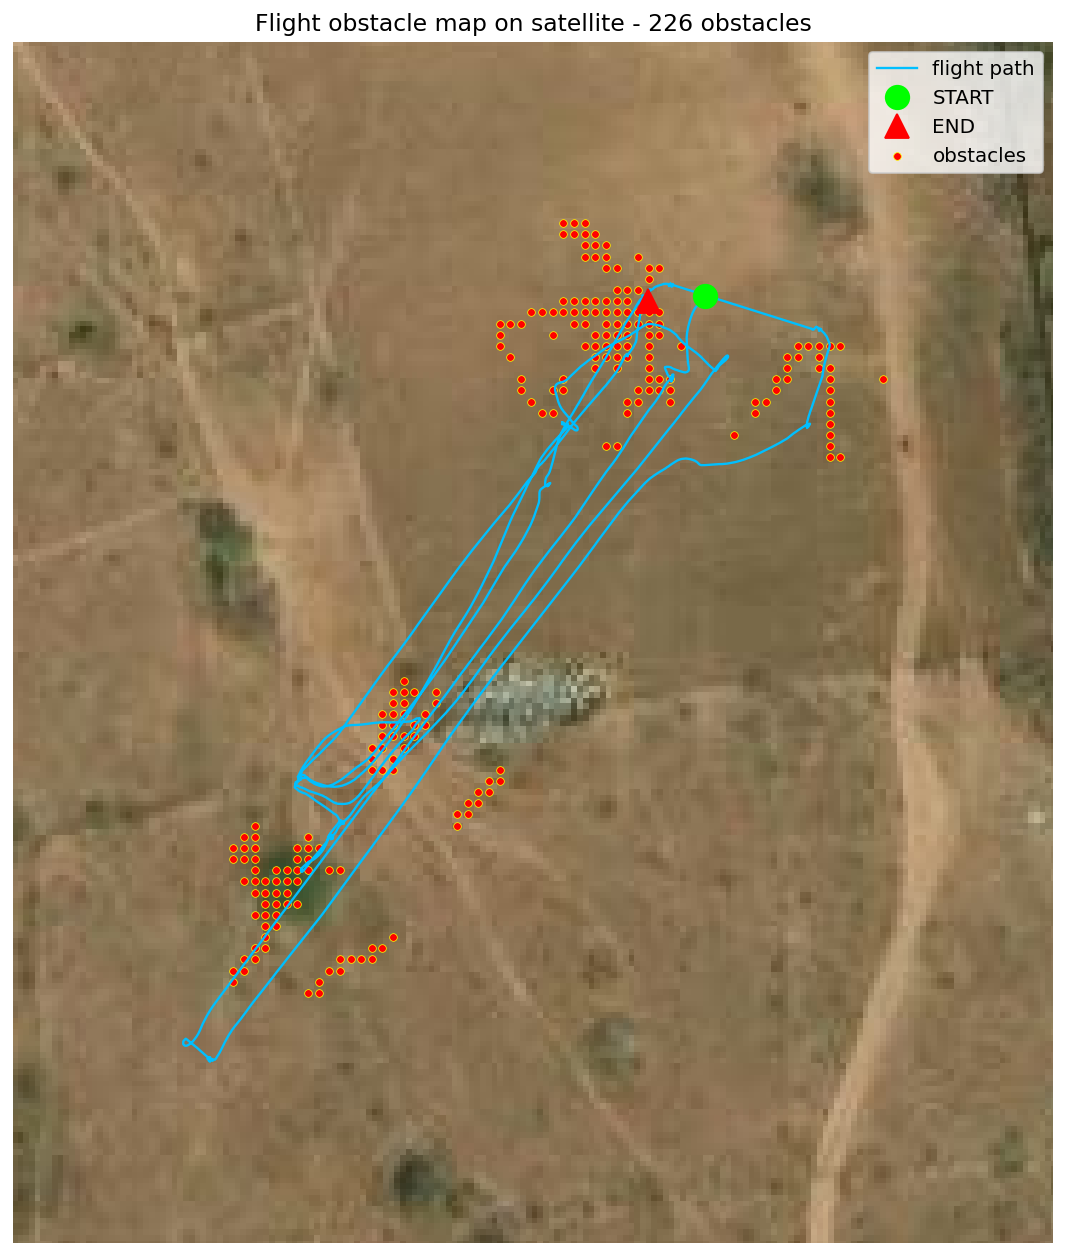 Flight obstacle map on satellite - 226 obstacles
flight path
START
END
obstacles